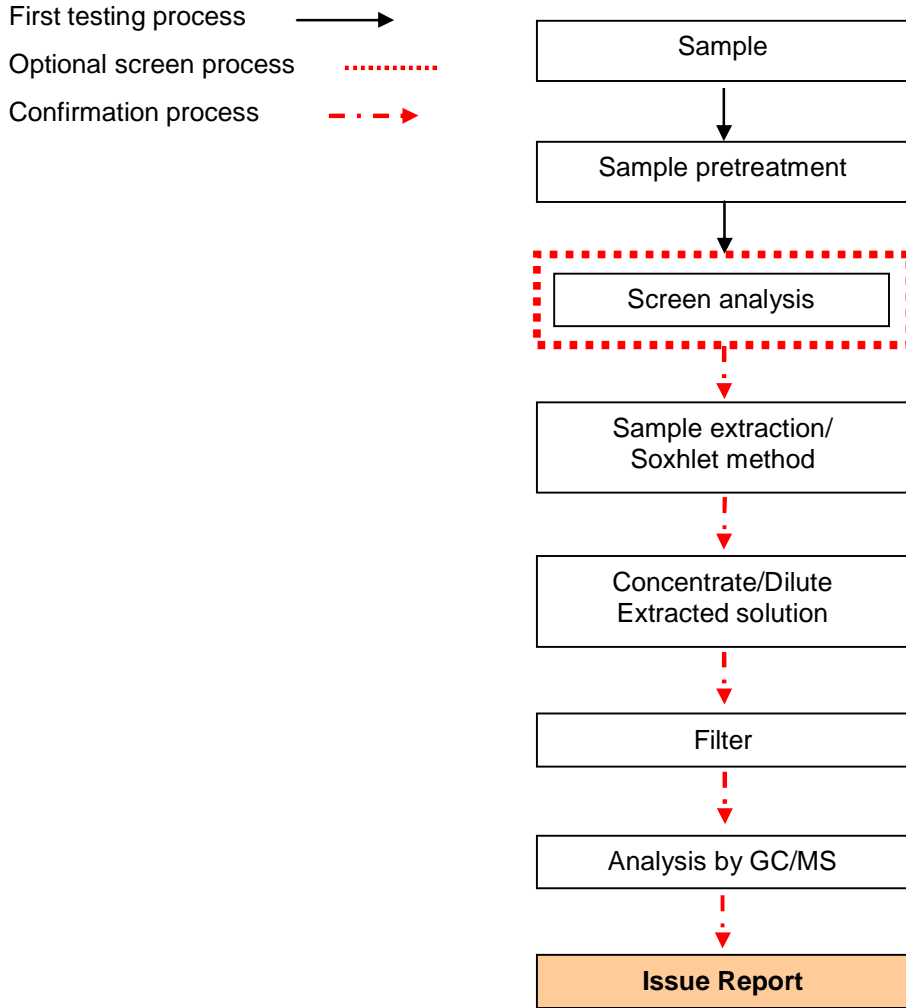 First testing process
Optional screen process
Confirmation process
Sample
Sample pretreatment
Screen analysis
Sample extraction/
Soxhlet method
Concentrate/Dilute
Extracted solution
Filter
Analysis by GC/MS
Issue Report